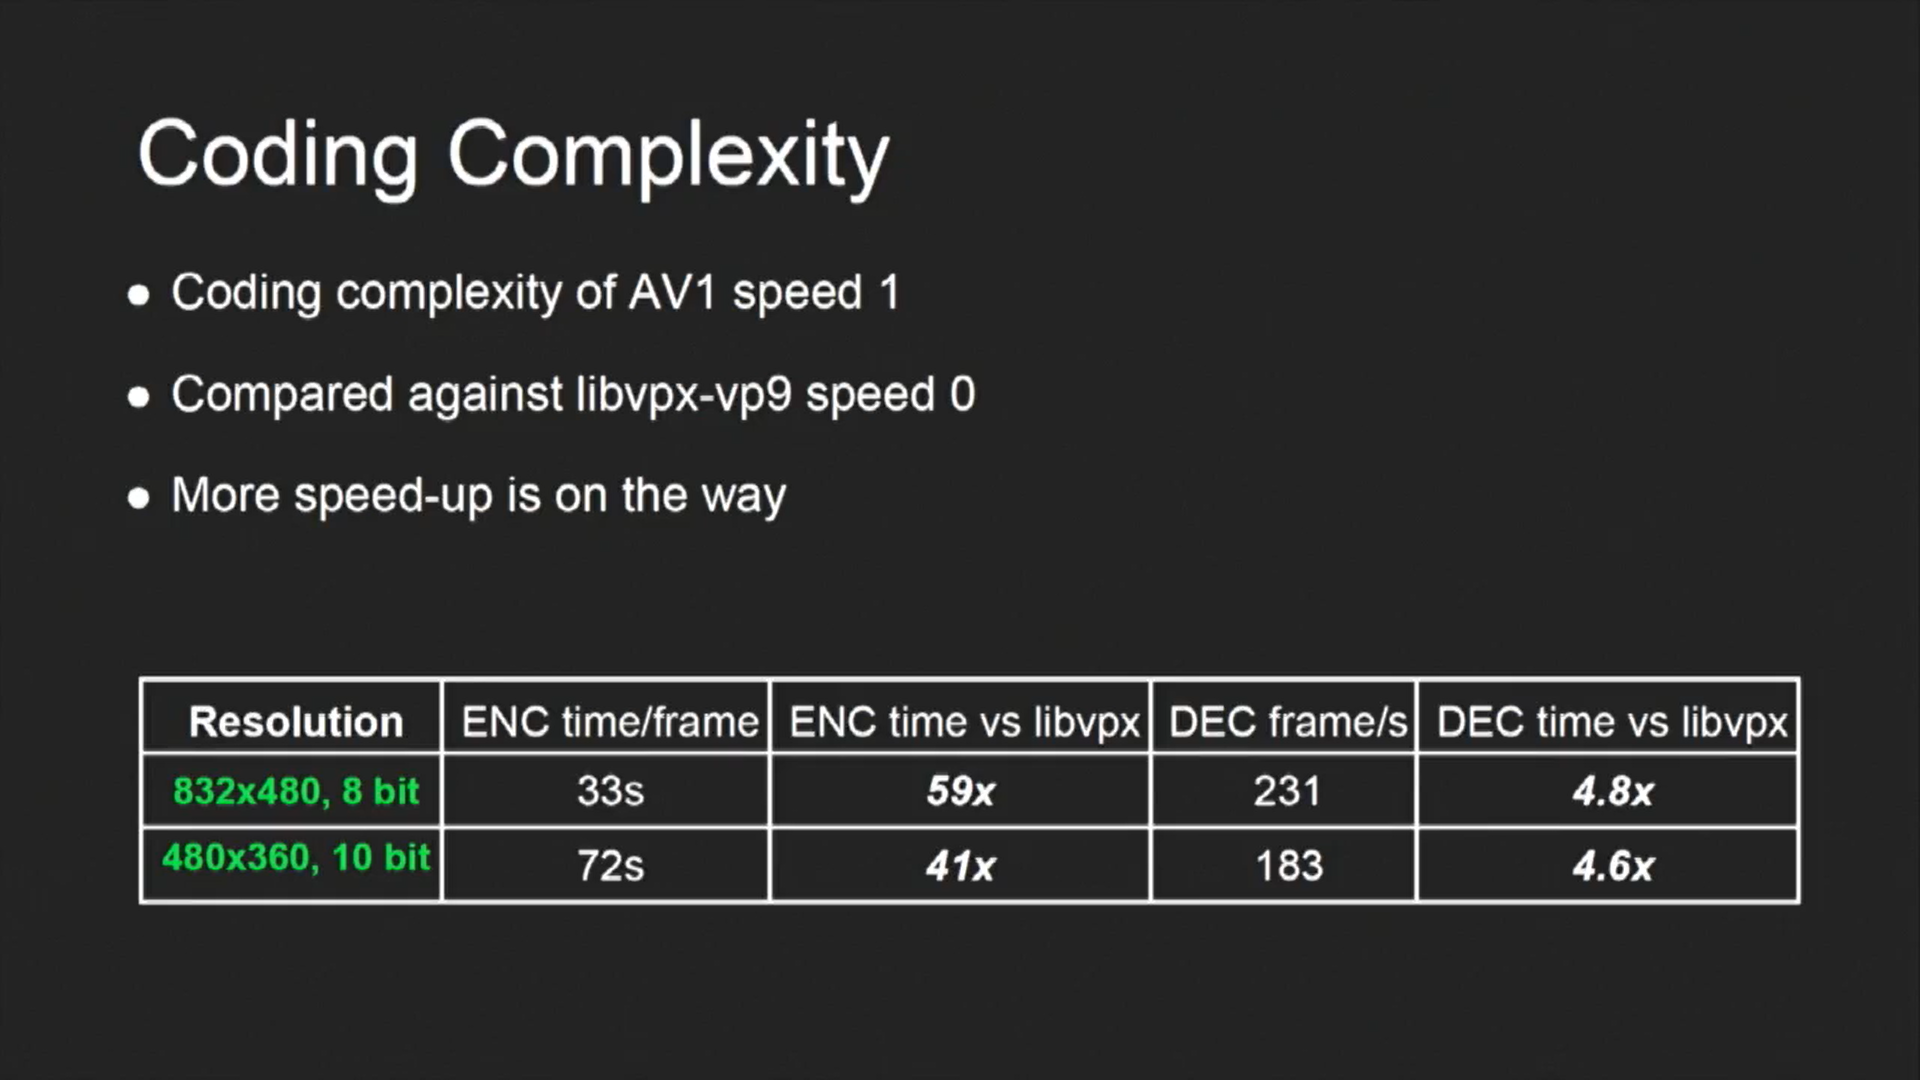 Coding Complexity
● Coding complexity of AV1 speed 1
● Compared against libvpx-vp9 speed 0
● More speed-up is on the way
Resolution ENC time/frame ENC time vs libvpx DEC frame/s DEC time vs libvpx
832x480, 8 bit 33s 59x 231 4.8x
480x360, 10 bit 72s 41x 183 4.6x